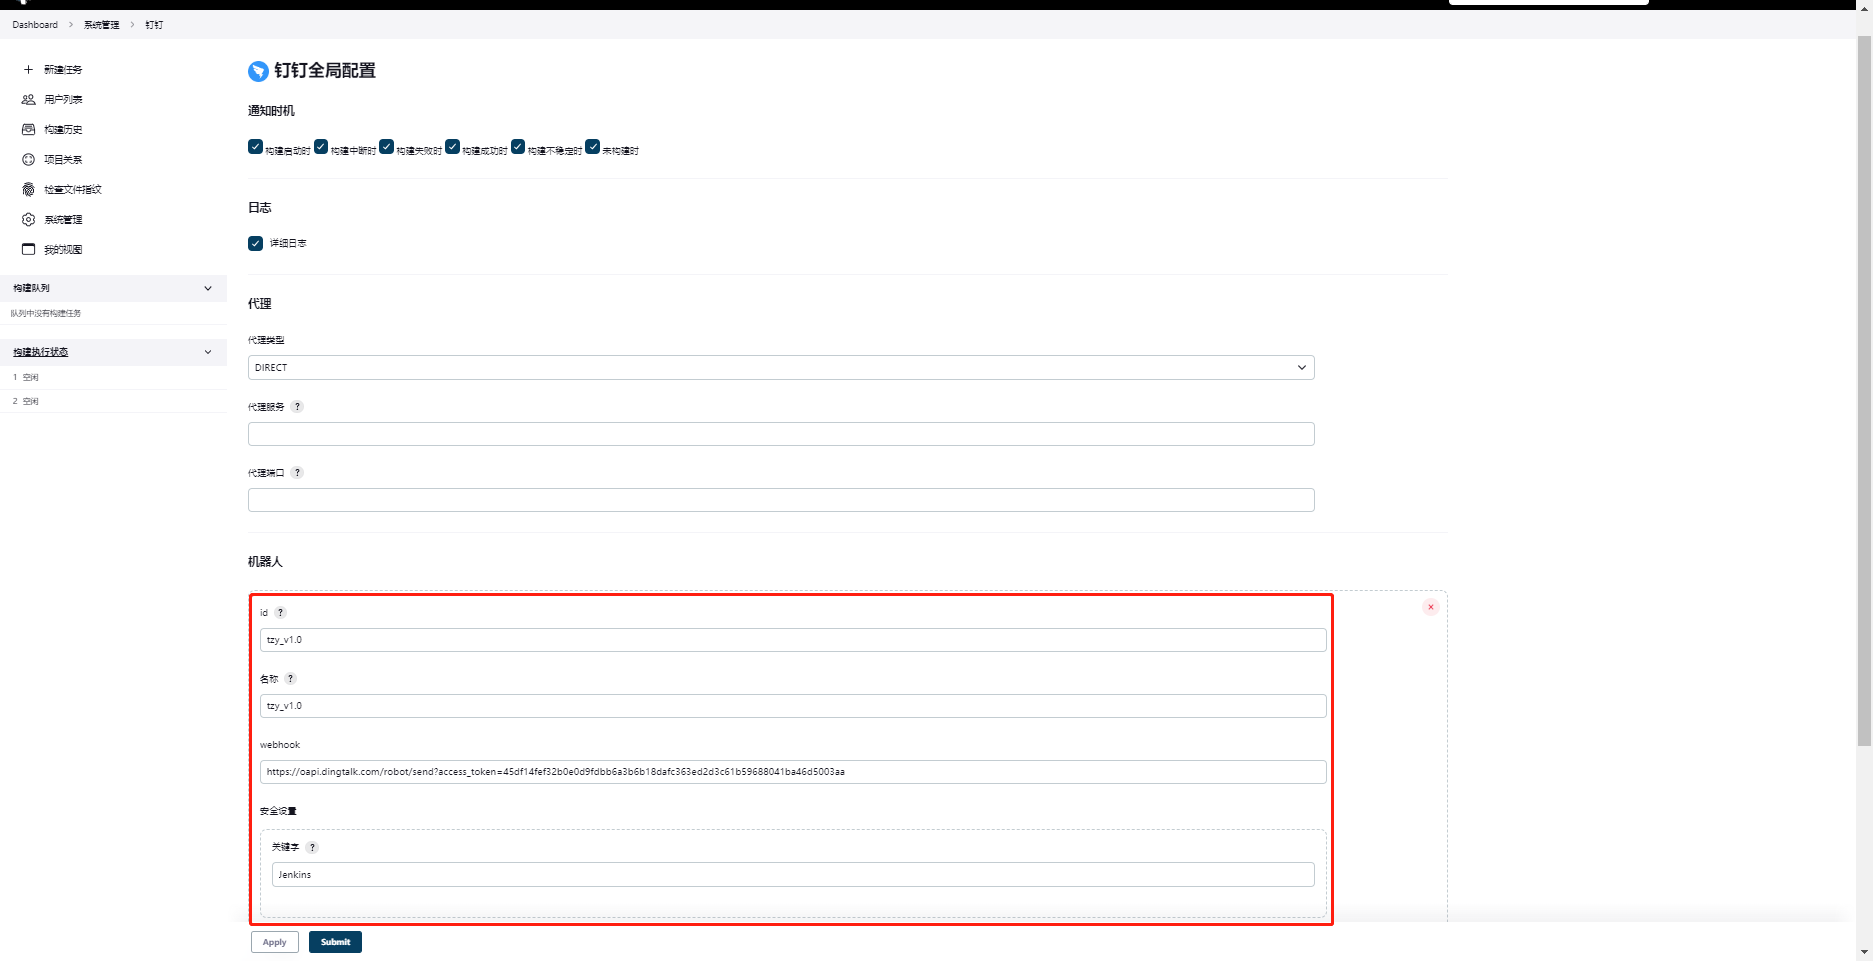 Dashboard > 系统管理 > 钉钉
新建任务
用户列表
构建历史
项目关系
检查文件指纹
系统管理
我的视图
构建队列
队列中没有构建任务
构建执行状态
1 空闲
2 空闲
钉钉全局配置
通知时机
构建启动时 构建中断时 构建失败时 构建成功时 构建不稳定时 未构建时
日志
详细日志
代理
代理类型
DIRECT
代理服务 ?
代理端口 ?
机器人
id ?
tzy_v1.0
名称 ?
tzy_v1.0
webhook
https://oapi.dingtalk.com/robot/send?access_token=45df14fef32b0e0d9fdbb6a3b6b18dafc363ed2d3c61b59688041ba46d5003aa
安全设置
关键字 ?
Jenkins
Apply Submit